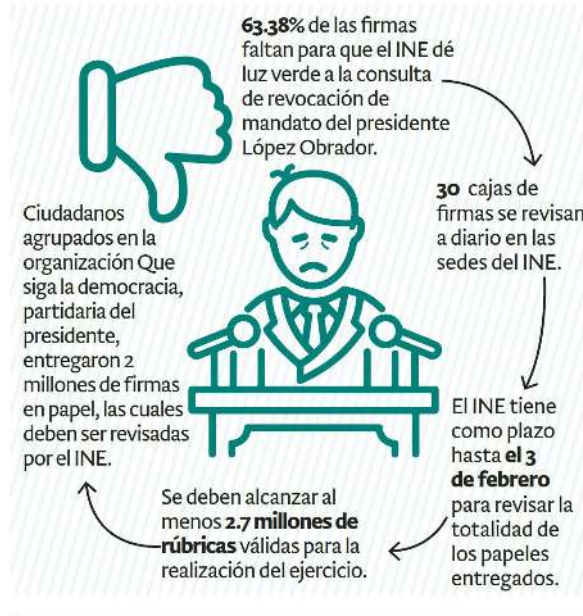 63.38% de las firmas
faltan para que el INE dé
luz verde a la consulta
de revocación de
mandato del presidente
López Obrador.
30 cajas de
firmas se revisan
a diario en las
sedes del INE.
El INE tiene
como plazo
hasta el 3
de febrero
para revisar la
totalidad de
los papeles
entregados.
Se deben alcanzar al
menos 2.7 millones de
rúbricas válidas para la
realización del ejercicio.
Ciudadanos
agrupados en la
organización Que
siga la democracia,
partidaria del
presidente,
entregaron 2
millones de firmas
en papel, las cuales
deben ser revisadas
por el INE.